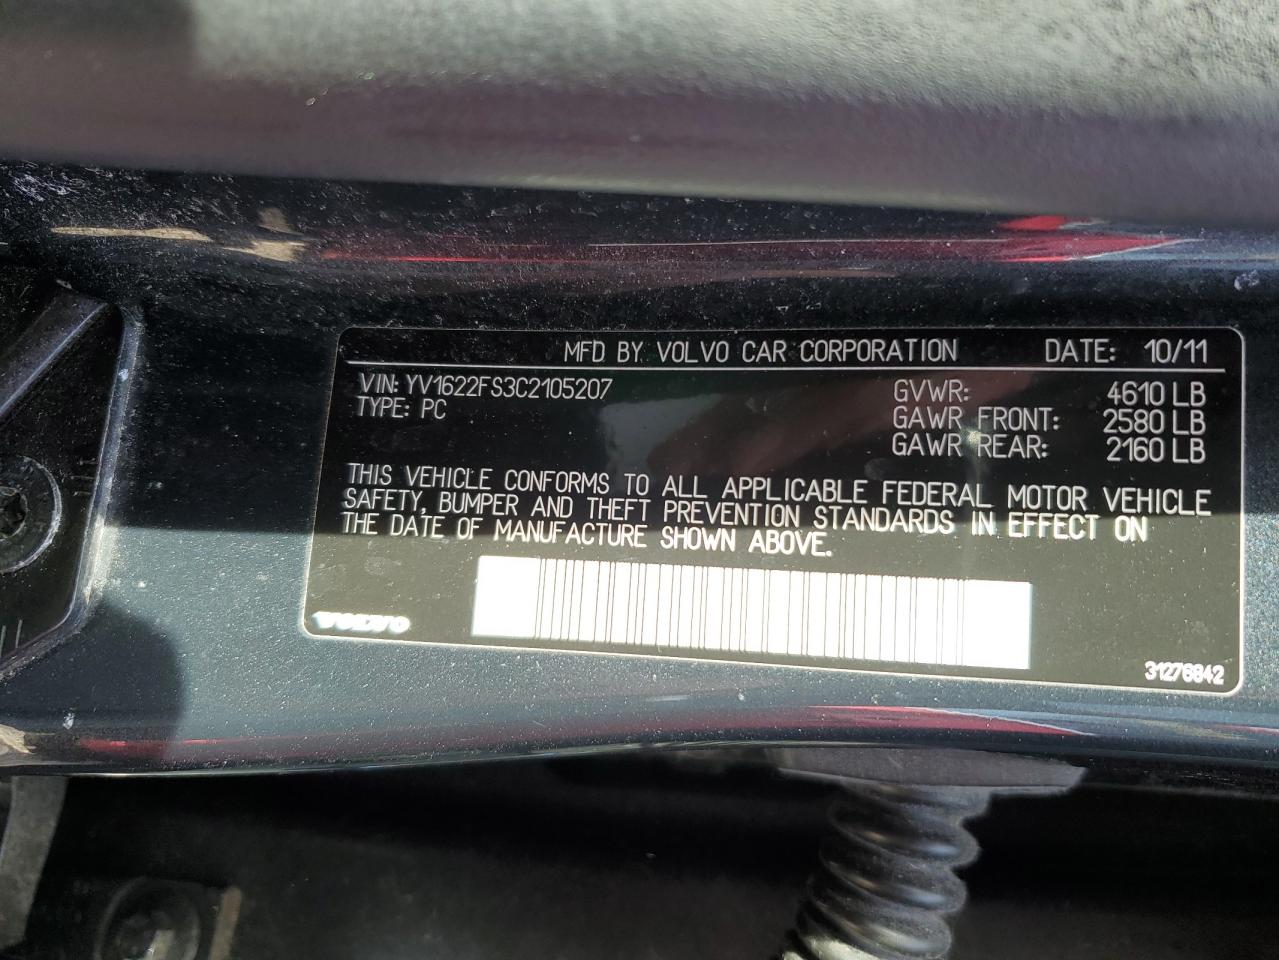 MFD BY VOLVO CAR CORPORATION DATE: 10/11
VIN: YV1622FS3C2105207 GVWR: 4610 LB
TYPE: PC GAWR FRONT: 2580 LB
GAWR REAR: 2160 LB
THIS VEHICLE CONFORMS TO ALL APPLICABLE FEDERAL MOTOR VEHICLE
SAFETY, BUMPER AND THEFT PREVENTION STANDARDS IN EFFECT ON
THE DATE OF MANUFACTURE SHOWN ABOVE.
VOLVO
31276842